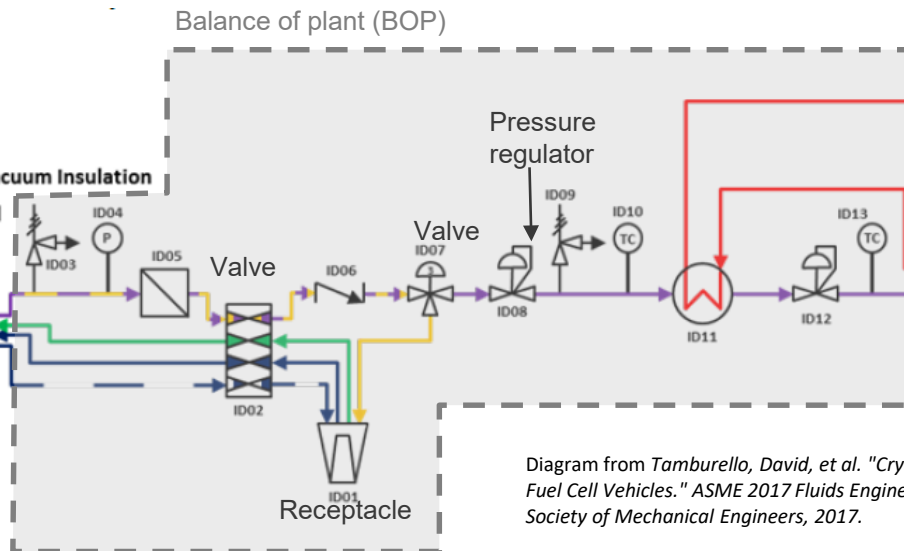 Balance of plant (BOP)
Pressure
regulator
cuum Insulation
ID04
P
ID03
ID05
Valve
ID06
Valve
ID07
ID09
ID10
TC
ID13
TC
ID08
ID11
ID12
ID02
ID01
Receptacle
Diagram from Tamburello, David, et al. "Cry
Fuel Cell Vehicles." ASME 2017 Fluids Engine
Society of Mechanical Engineers, 2017.